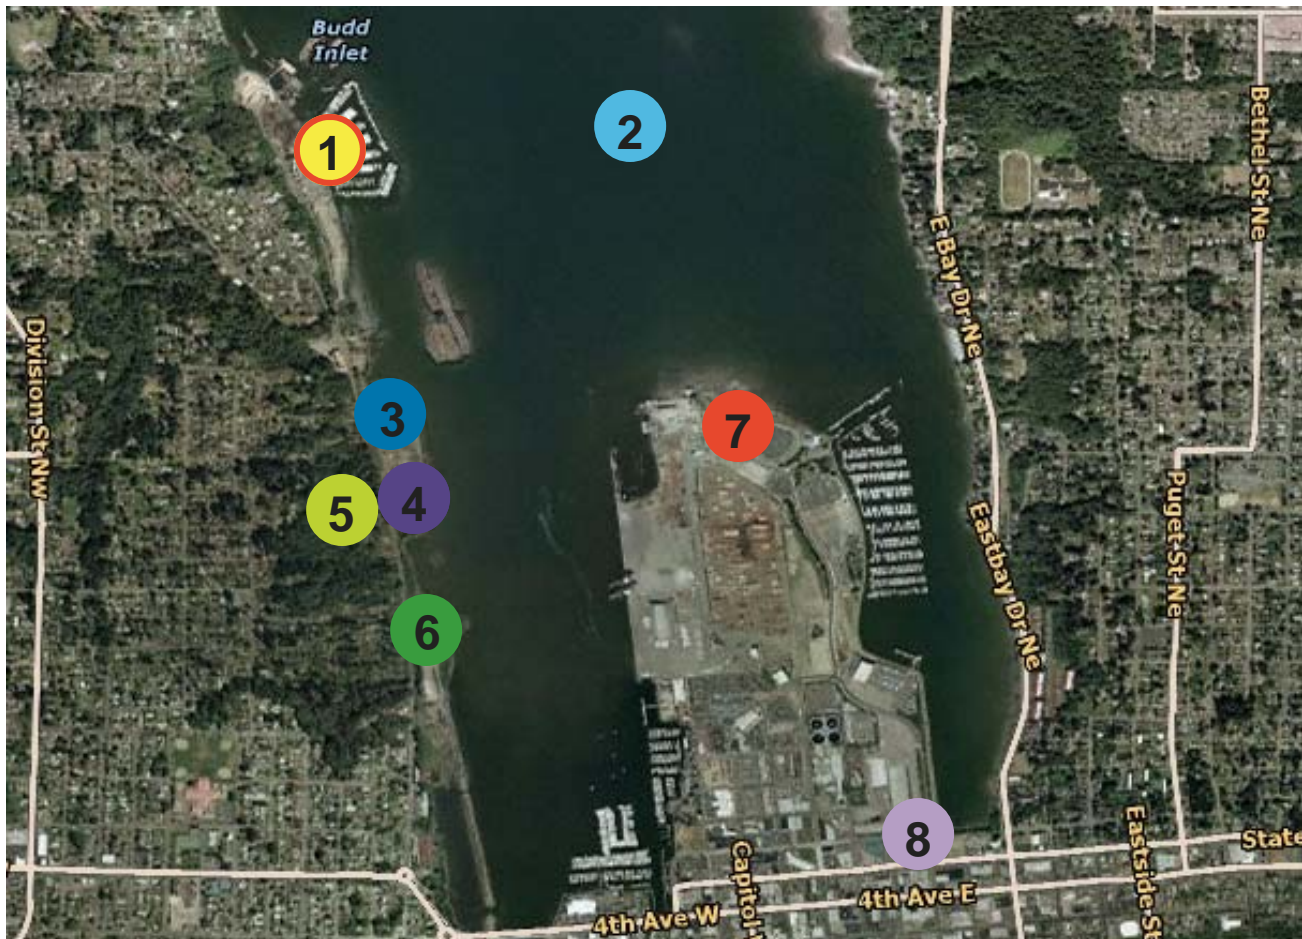 Budd
Inlet
1
2
Bethel St Ne
E Bay Dr Ne
Division St NW
3
7
4
5
Puget St Ne
Eastbay Dr Ne
6
8
State
Eastside St
Capitol
4th Ave E
4th Ave W